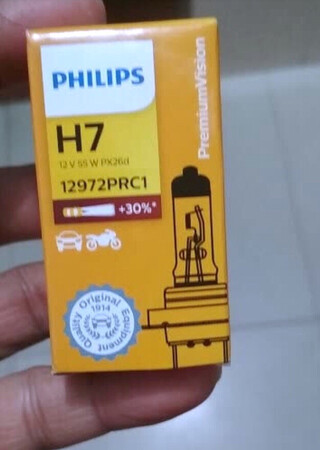 PHILIPS
PremiumVision
H7
12 V 55 W PX26d
12972PRC1
+30%*
Original
1914
Equipment
Quality